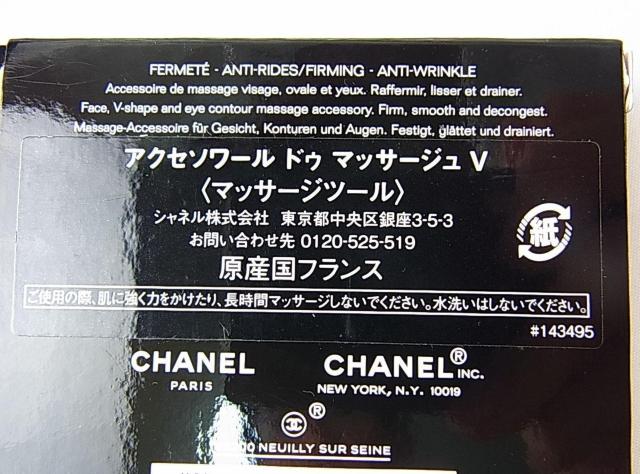 FERMETÉ - ANTI-RIDES/FIRMING - ANTI-WRINKLE
Accessoire de massage visage, ovale et yeux. Raffermir, lisser et drainer.
Face, V-shape and eye contour massage accessory. Firm, smooth and decongest.
Massage-Accessoire für Gesicht, Konturen und Augen. Festigt, glättet und drainiert.
アクセソワール ドゥ マッサージュ V
〈マッサージツール〉
シャネル株式会社 東京都中央区銀座3-5-3
お問い合わせ先 0120-525-519
紙
原産国フランス
ご使用の際、肌に強く力をかけたり、長時間マッサージしないでください。水洗いはしないでください。
#143495
CHANEL CHANEL® INC.
PARIS NEW YORK, N.Y. 10019
®
NEUILLY SUR SEINE